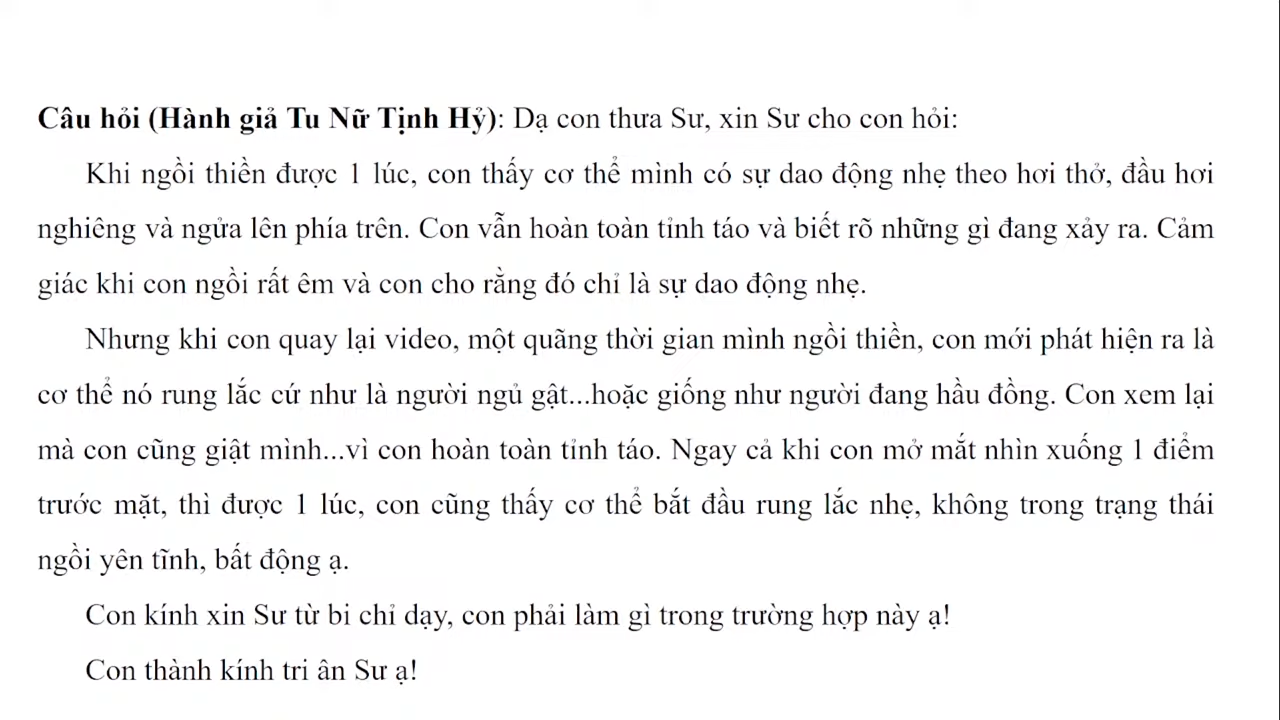 Câu hỏi (Hành giả Tu Nữ Tịnh Hỷ): Dạ con thưa Sư, xin Sư cho con hỏi:
Khi ngồi thiền được 1 lúc, con thấy cơ thể mình có sự dao động nhẹ theo hơi thở, đầu hơi
nghiêng và ngửa lên phía trên. Con vẫn hoàn toàn tỉnh táo và biết rõ những gì đang xảy ra. Cảm
giác khi con ngồi rất êm và con cho rằng đó chỉ là sự dao động nhẹ.
Nhưng khi con quay lại video, một quãng thời gian mình ngồi thiền, con mới phát hiện ra là
cơ thể nó rung lắc cứ như là người ngủ gật...hoặc giống như người đang hầu đồng. Con xem lại
mà con cũng giật mình...vì con hoàn toàn tỉnh táo. Ngay cả khi con mở mắt nhìn xuống 1 điểm
trước mặt, thì được 1 lúc, con cũng thấy cơ thể bắt đầu rung lắc nhẹ, không trong trạng thái
ngồi yên tĩnh, bất động ạ.
Con kính xin Sư từ bi chỉ dạy, con phải làm gì trong trường hợp này ạ!
Con thành kính tri ân Sư ạ!